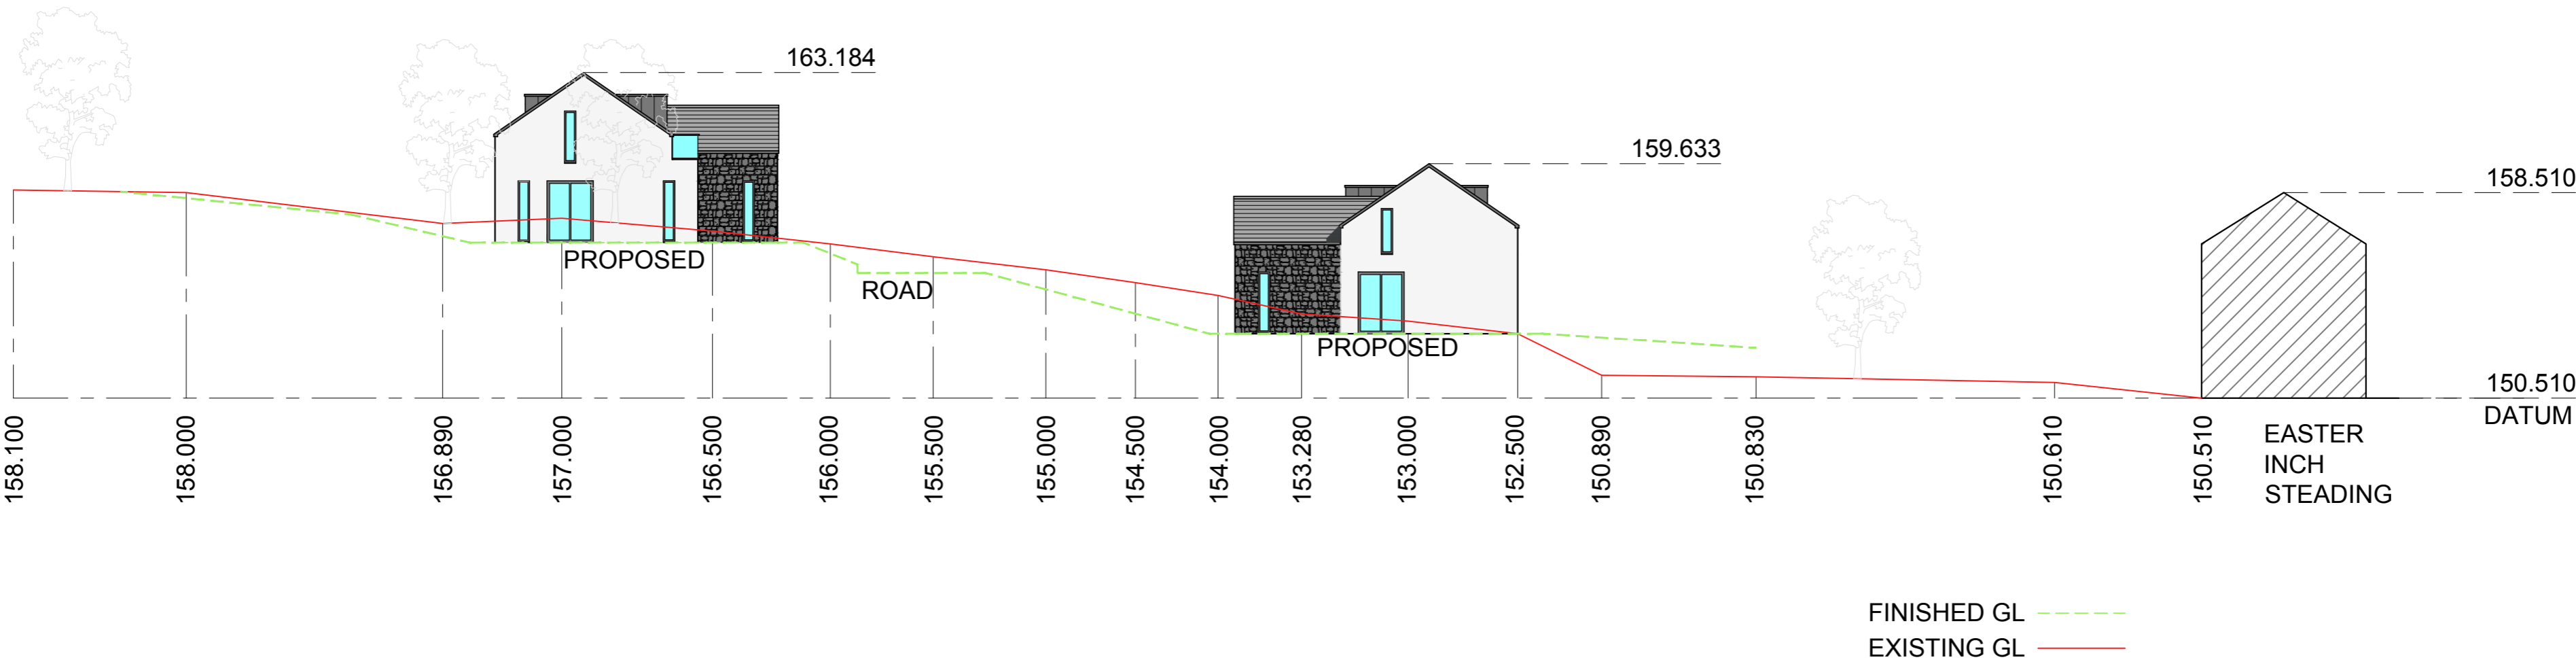 163.184
159.633
158.510
PROPOSED
ROAD
PROPOSED
150.510
DATUM
158.100
158.000
156.890
157.000
156.500
156.000
155.500
155.000
154.500
154.000
153.280
153.000
152.500
150.890
150.830
150.610
150.510
EASTER
INCH
STEADING
FINISHED GL
EXISTING GL